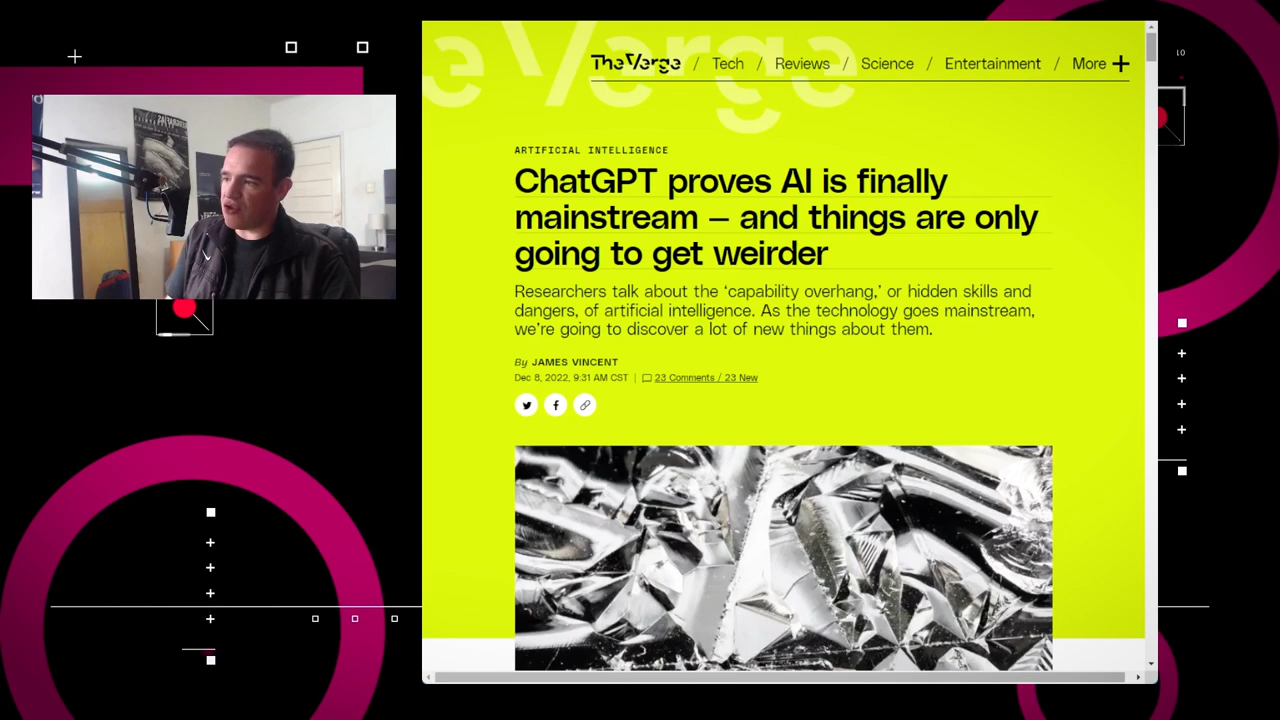 The Verge / Tech / Reviews / Science / Entertainment / More +
ARTIFICIAL INTELLIGENCE
ChatGPT proves AI is finally
mainstream — and things are only
going to get weirder
Researchers talk about the ‘capability overhang,’ or hidden skills and
dangers, of artificial intelligence. As the technology goes mainstream,
we’re going to discover a lot of new things about them.
By JAMES VINCENT
Dec 8, 2022, 9:31 AM CST | 23 Comments / 23 New